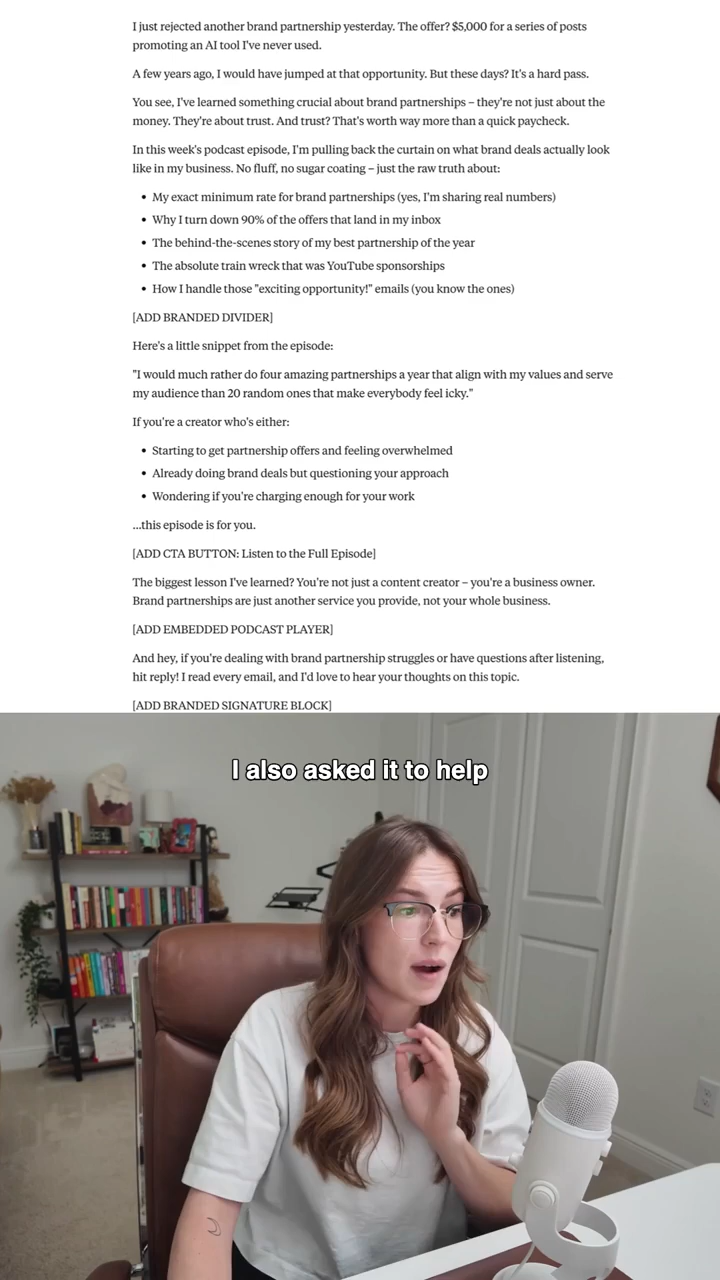 I just rejected another brand partnership yesterday. The offer? $5,000 for a series of posts
promoting an AI tool I've never used.
A few years ago, I would have jumped at that opportunity. But these days? It's a hard pass.
You see, I've learned something crucial about brand partnerships – they're not just about the
money. They're about trust. And trust? That's worth way more than a quick paycheck.
In this week's podcast episode, I'm pulling back the curtain on what brand deals actually look
like in my business. No fluff, no sugar coating – just the raw truth about:
• My exact minimum rate for brand partnerships (yes, I'm sharing real numbers)
• Why I turn down 90% of the offers that land in my inbox
• The behind-the-scenes story of my best partnership of the year
• The absolute train wreck that was YouTube sponsorships
• How I handle those "exciting opportunity!" emails (you know the ones)
[ADD BRANDED DIVIDER]
Here's a little snippet from the episode:
"I would much rather do four amazing partnerships a year that align with my values and serve
my audience than 20 random ones that make everybody feel icky."
If you're a creator who's either:
• Starting to get partnership offers and feeling overwhelmed
• Already doing brand deals but questioning your approach
• Wondering if you're charging enough for your work
...this episode is for you.
[ADD CTA BUTTON: Listen to the Full Episode]
The biggest lesson I've learned? You're not just a content creator – you're a business owner.
Brand partnerships are just another service you provide, not your whole business.
[ADD EMBEDDED PODCAST PLAYER]
And hey, if you're dealing with brand partnership struggles or have questions after listening,
hit reply! I read every email, and I'd love to hear your thoughts on this topic.
[ADD BRANDED SIGNATURE BLOCK]
I also asked it to help